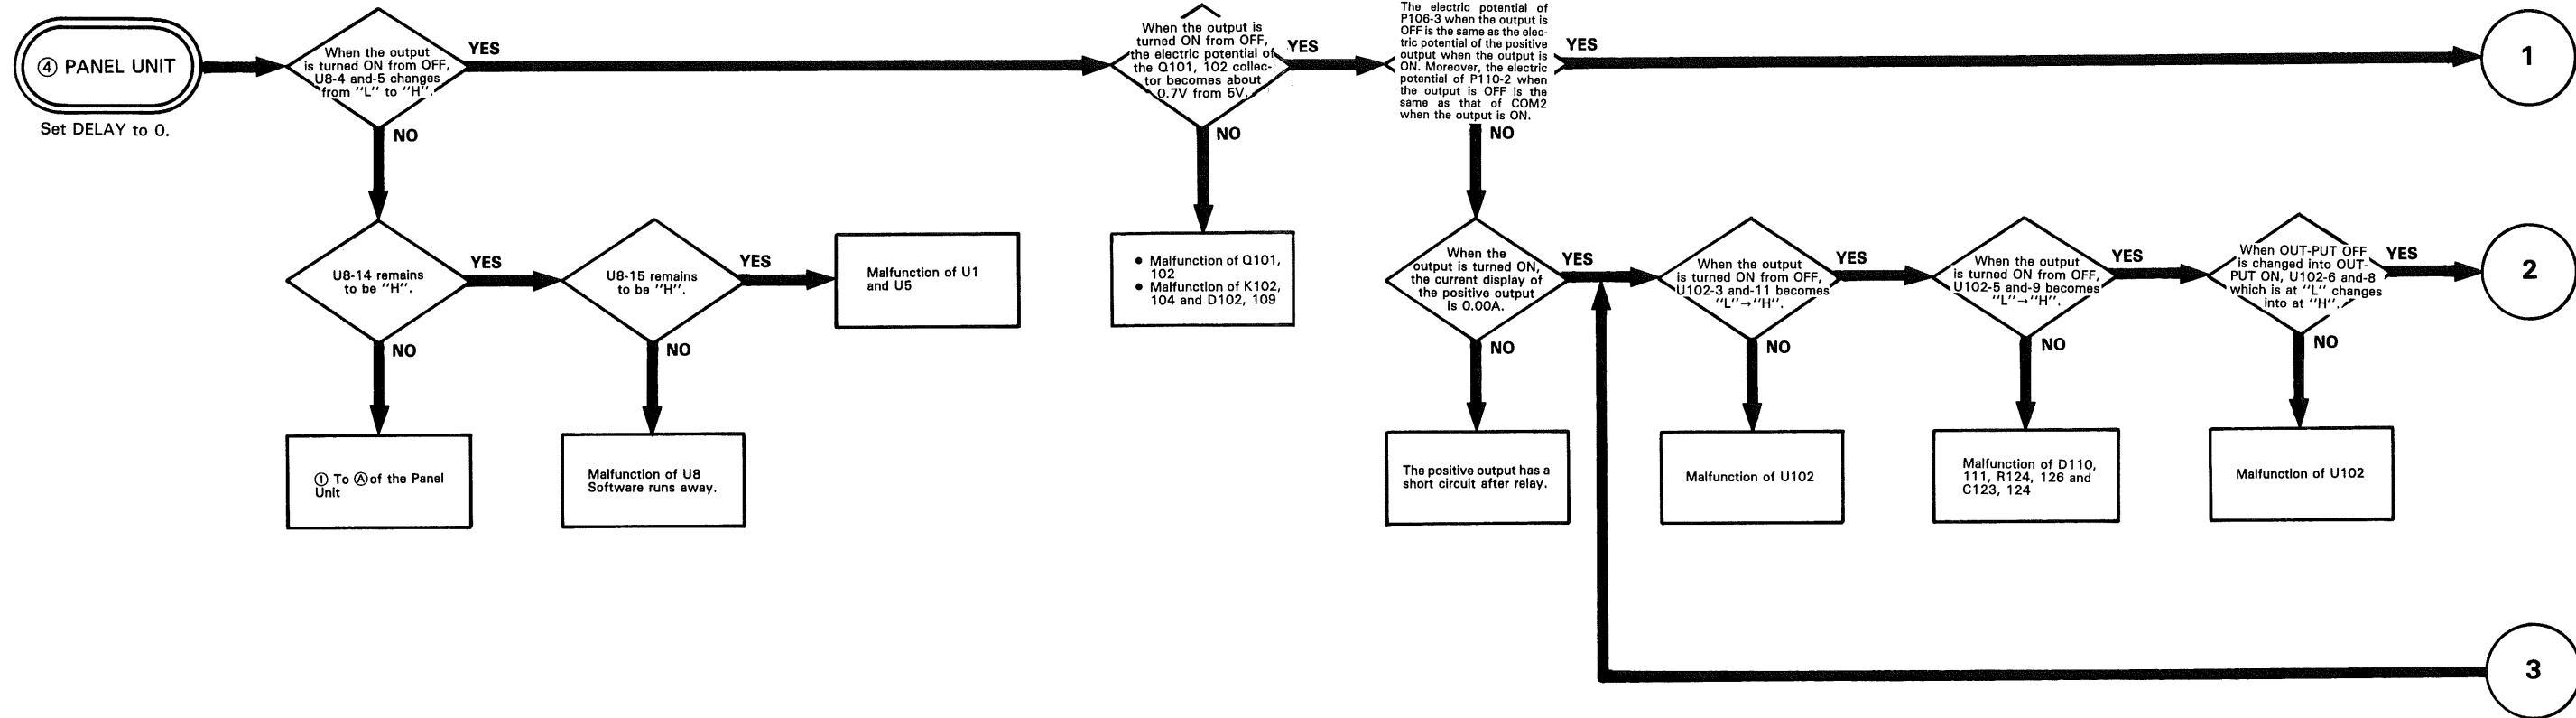 ④ PANEL UNIT
Set DELAY to 0.
When the output
is turned ON from OFF,
U8-4 and-5 changes
from "L" to "H".
YES
NO
When the output is
turned ON from OFF,
the electric potential of
the Q101, 102 collec-
tor becomes about
0.7V from 5V.
YES
NO
The electric potential of
P106-3 when the output is
OFF is the same as the elec-
tric potential of the positive
output when the output is
ON. Moreover, the electric
potential of P110-2 when
the output is OFF is the
same as that of COM2
when the output is ON.
YES
NO
1
U8-14 remains
to be "H".
YES
NO
U8-15 remains
to be "H".
YES
NO
Malfunction of U1
and U5
● Malfunction of Q101,
102
● Malfunction of K102,
104 and D102, 109
When the
output is turned ON,
the current display of
the positive output
is 0.00A.
YES
NO
When the output
is turned ON from OFF,
U102-3 and-11 becomes
"L"→"H".
YES
NO
When the output
is turned ON from OFF,
U102-5 and-9 becomes
"L"→"H".
YES
NO
When OUT-PUT OFF
is changed into OUT-
PUT ON, U102-6 and-8
which is at "L" changes
into at "H".
YES
NO
2
① To Ⓐ of the Panel
Unit
Malfunction of U8
Software runs away.
The positive output has a
short circuit after relay.
Malfunction of U102
Malfunction of D110,
111, R124, 126 and
C123, 124
Malfunction of U102
3